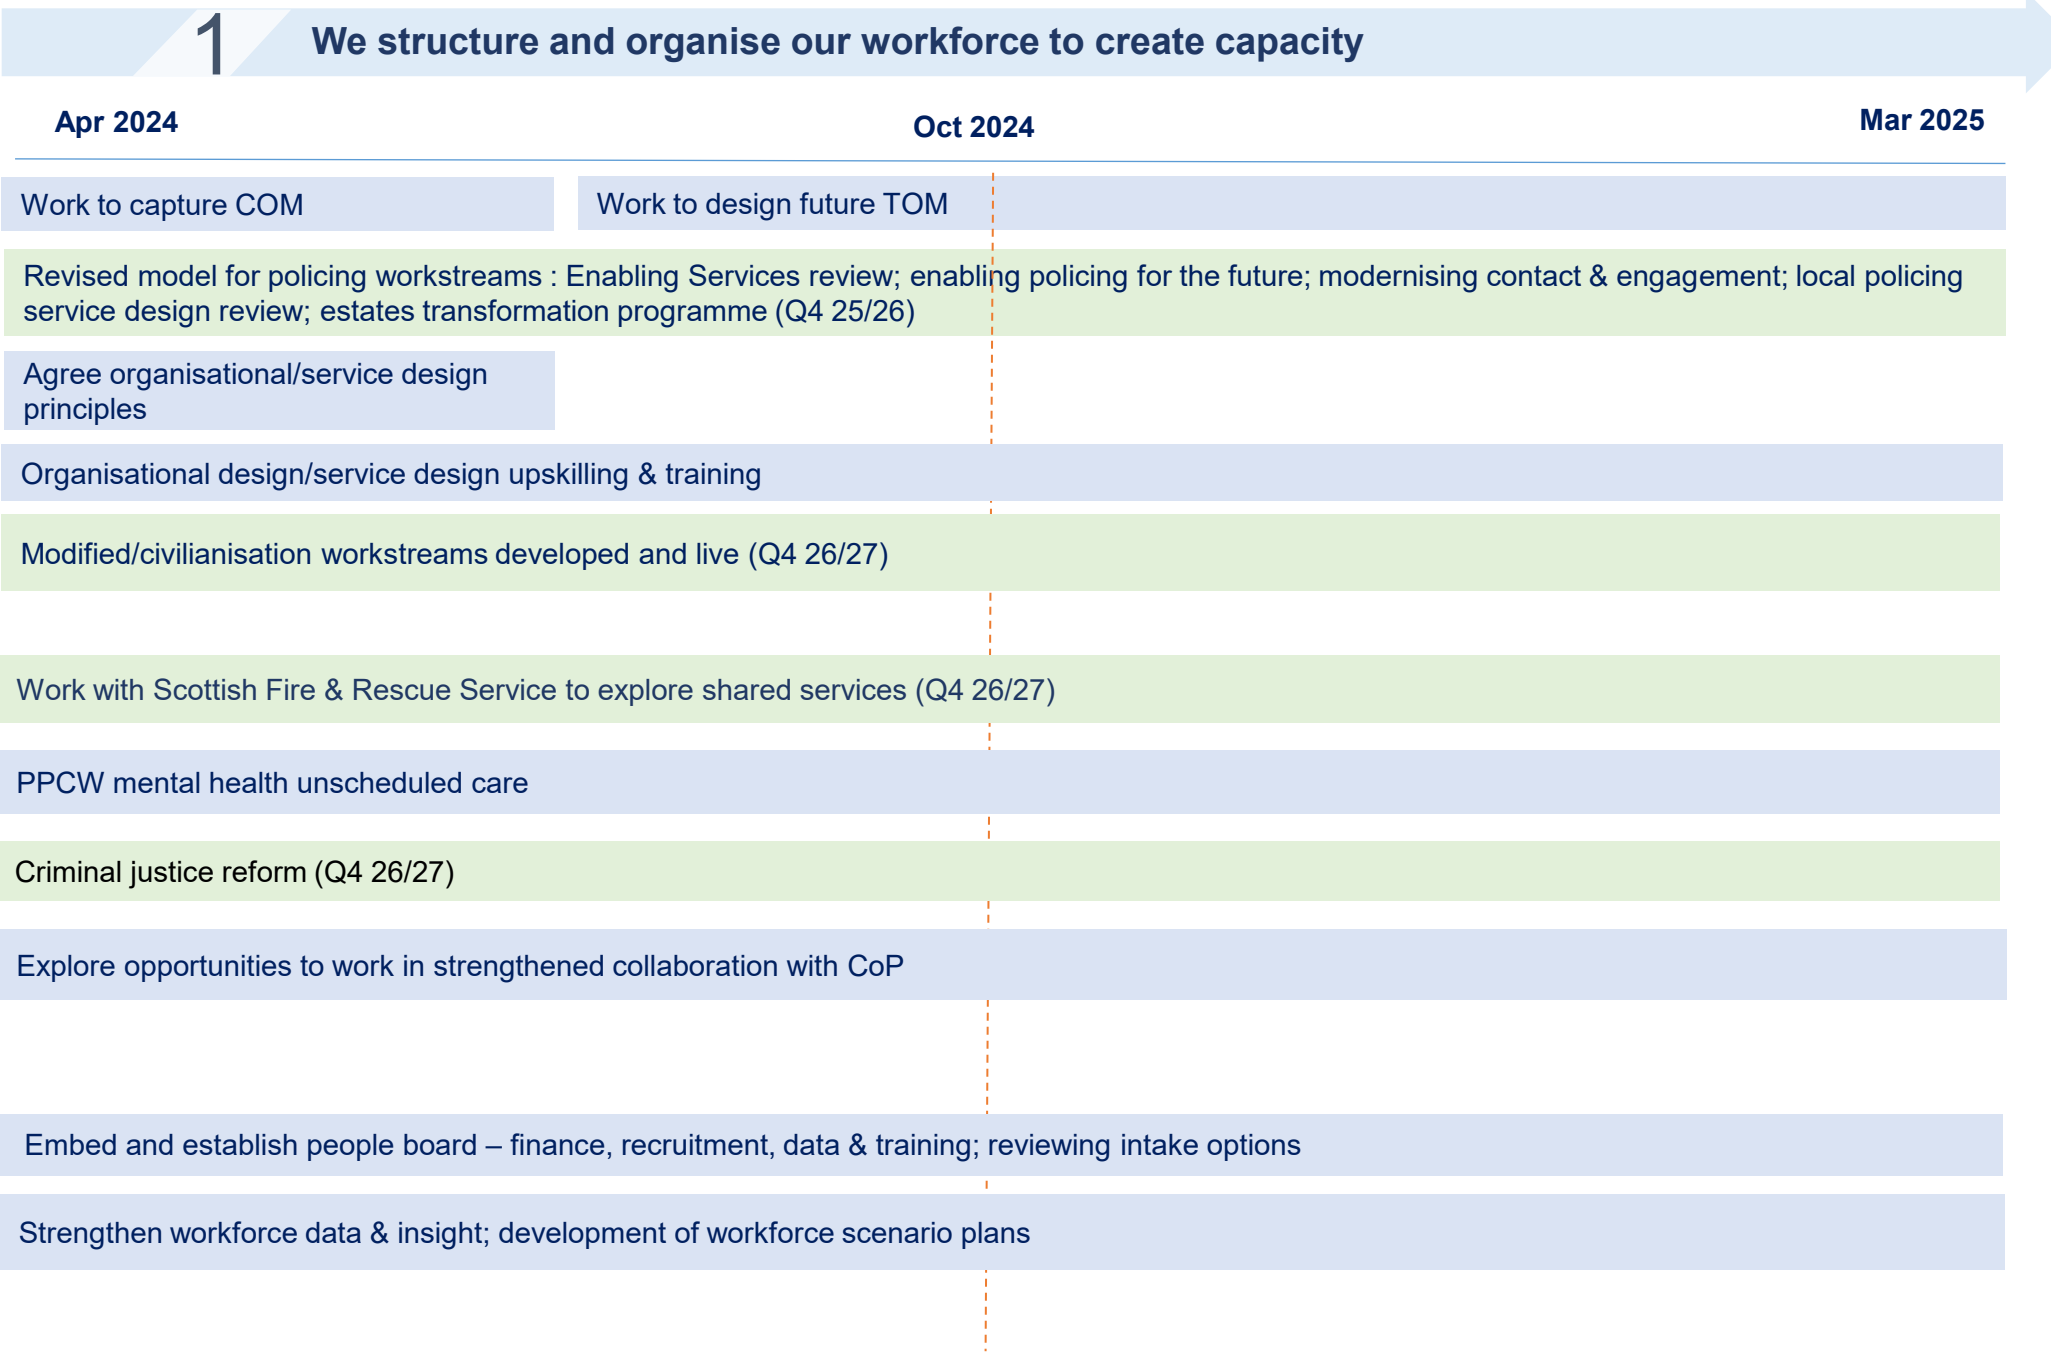 1
We structure and organise our workforce to create capacity
Apr 2024
Oct 2024
Mar 2025
Work to capture COM
Work to design future TOM
Revised model for policing workstreams : Enabling Services review; enabling policing for the future; modernising contact & engagement; local policing
service design review; estates transformation programme (Q4 25/26)
Agree organisational/service design
principles
Organisational design/service design upskilling & training
Modified/civilianisation workstreams developed and live (Q4 26/27)
Work with Scottish Fire & Rescue Service to explore shared services (Q4 26/27)
PPCW mental health unscheduled care
Criminal justice reform (Q4 26/27)
Explore opportunities to work in strengthened collaboration with CoP
Embed and establish people board – finance, recruitment, data & training; reviewing intake options
Strengthen workforce data & insight; development of workforce scenario plans